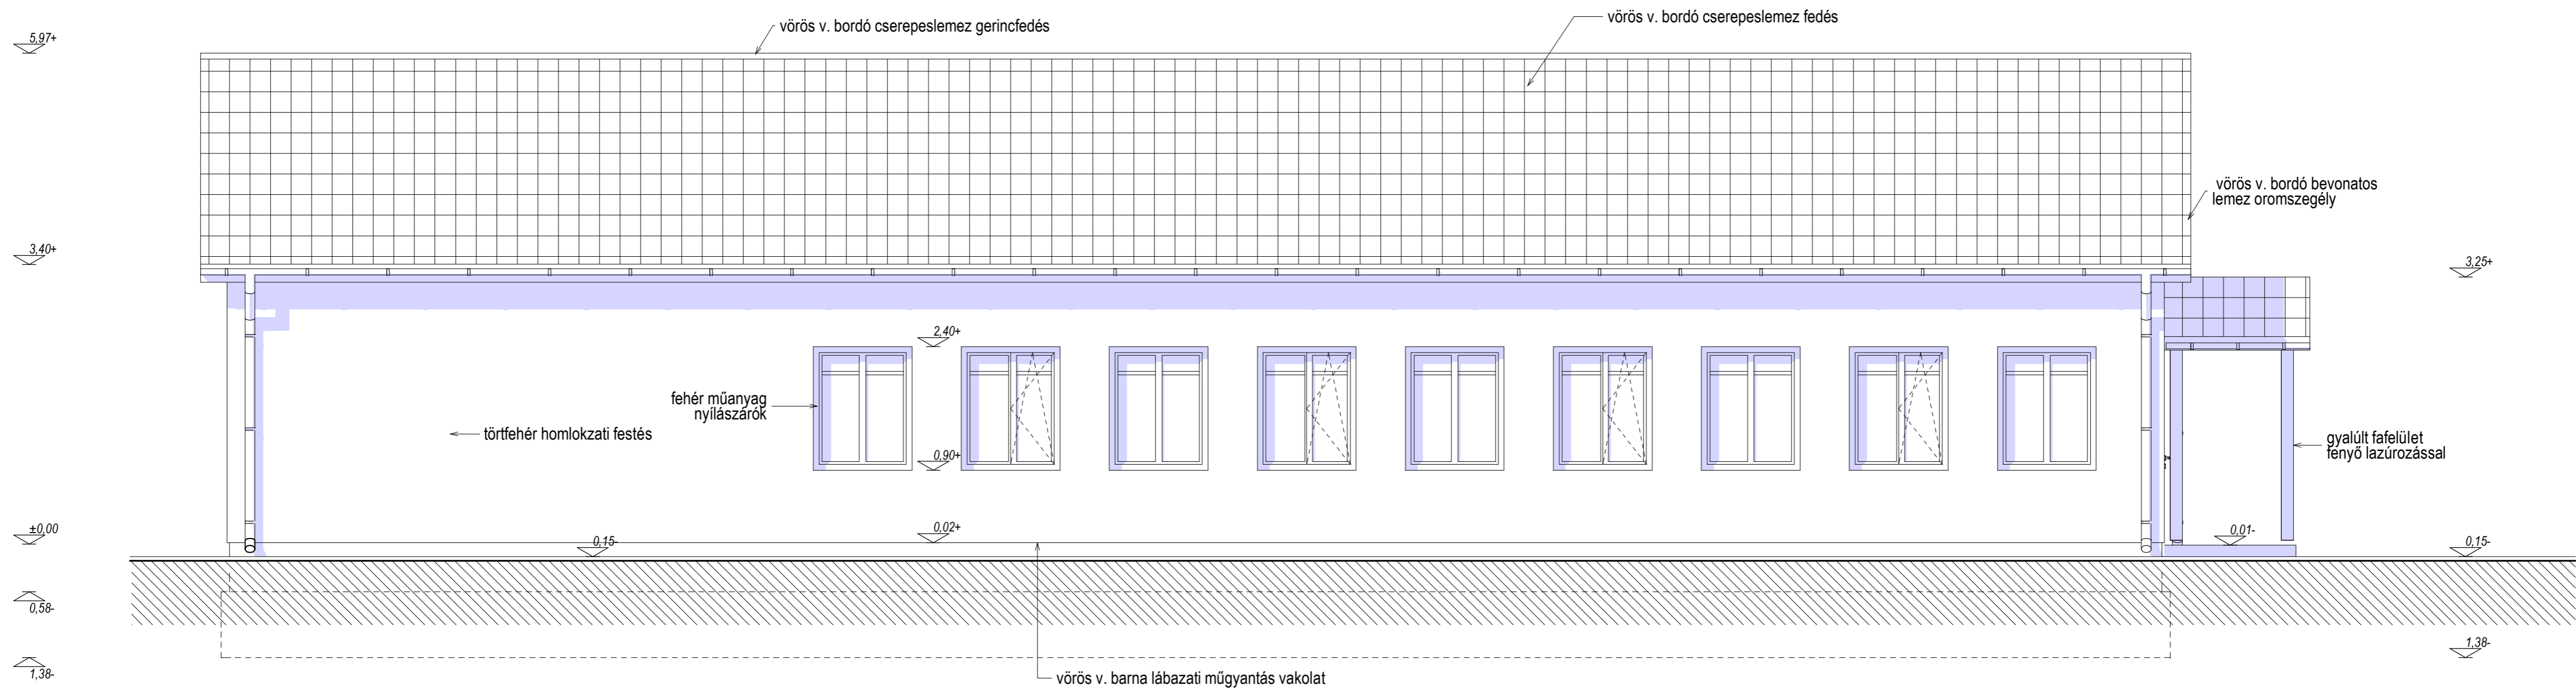 vörös v. bordó cserepeslemez gerincfedés
vörös v. bordó cserepeslemez fedés
5,97+
vörös v. bordó bevonatos
lemez oromszegély
3,40+
3,25+
2,40+
fehér műanyag
nyílászárók
törtfehér homlokzati festés
gyalúlt fafelület
fenyő lazúrozással
0,90+
±0,00
0,15-
0,02+
0,01-
0,15-
0,58-
1,38-
1,38-
vörös v. barna lábazati műgyantás vakolat